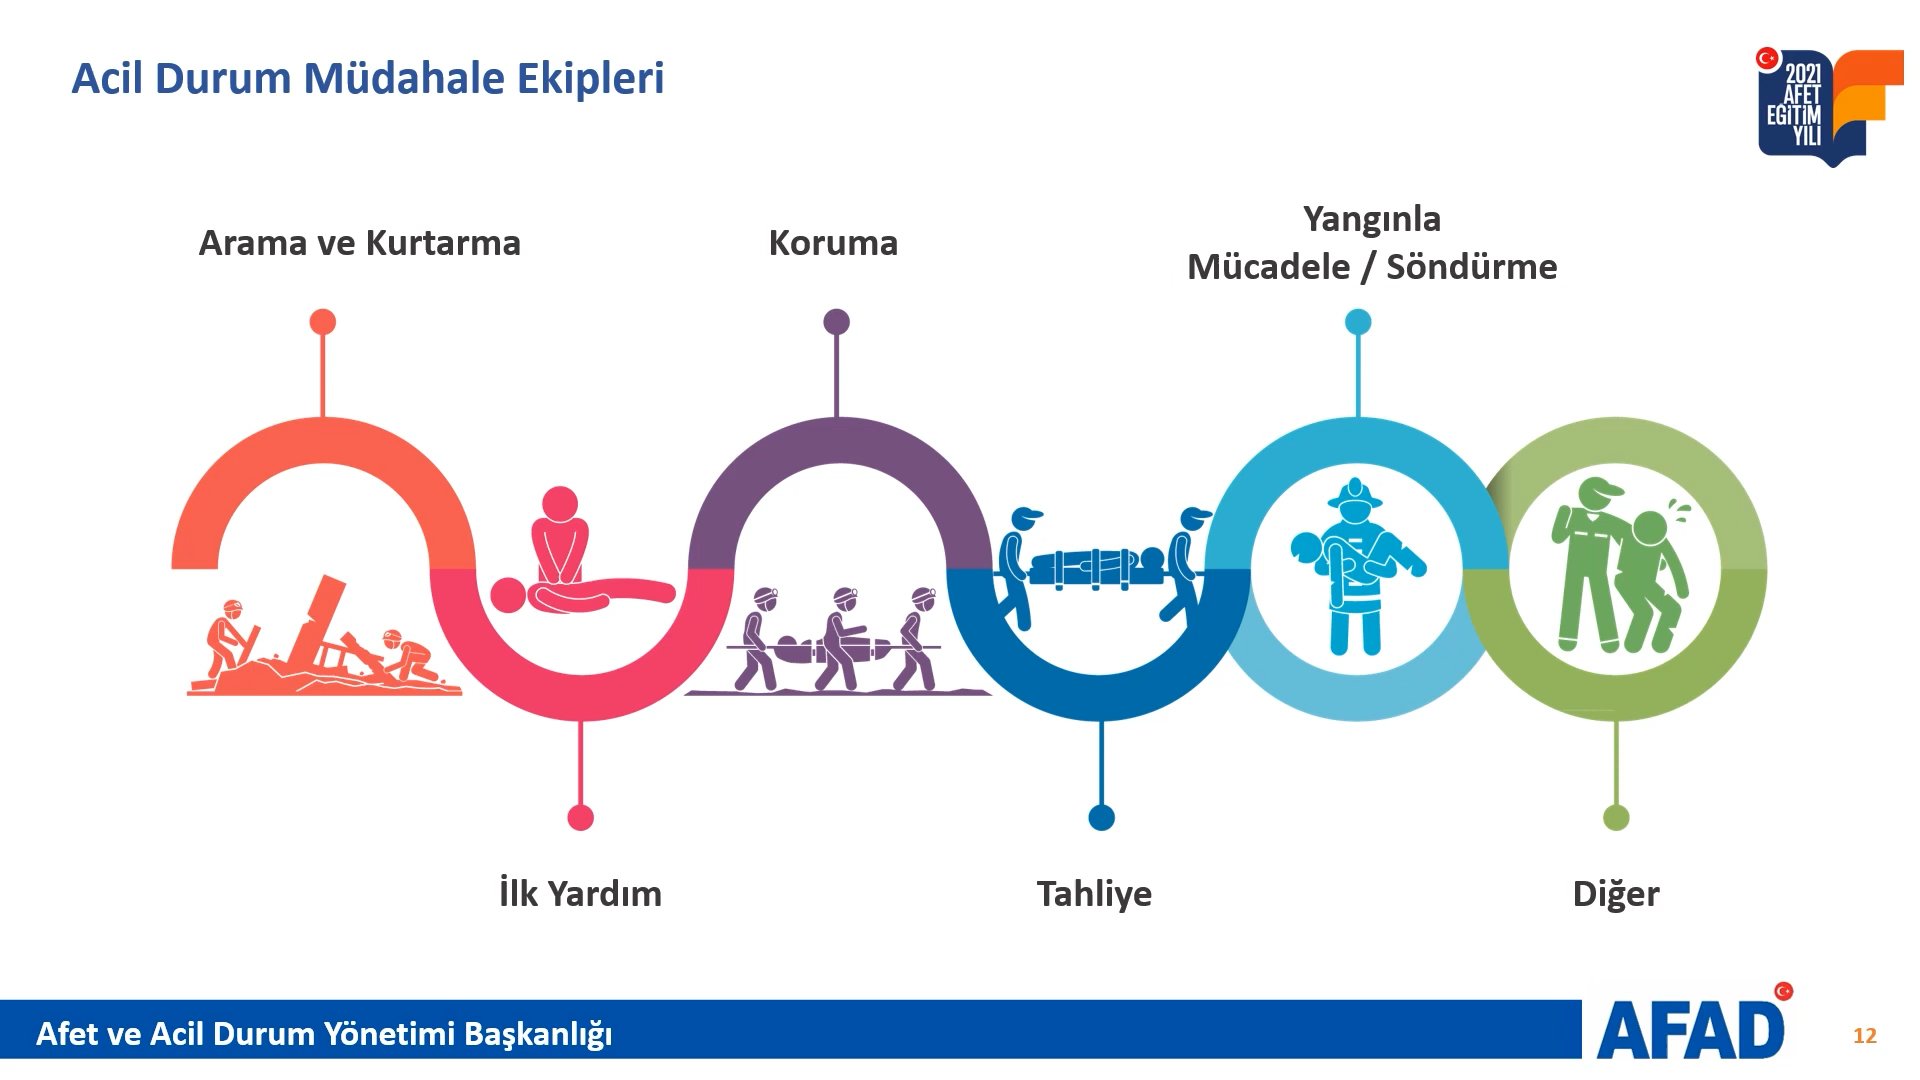 Acil Durum Müdahale Ekipleri
2021
AFET
EĞİTİM
YILI
Arama ve Kurtarma
Koruma
Yangınla
Mücadele / Söndürme
İlk Yardım
Tahliye
Diğer
Afet ve Acil Durum Yönetimi Başkanlığı
AFAD
12